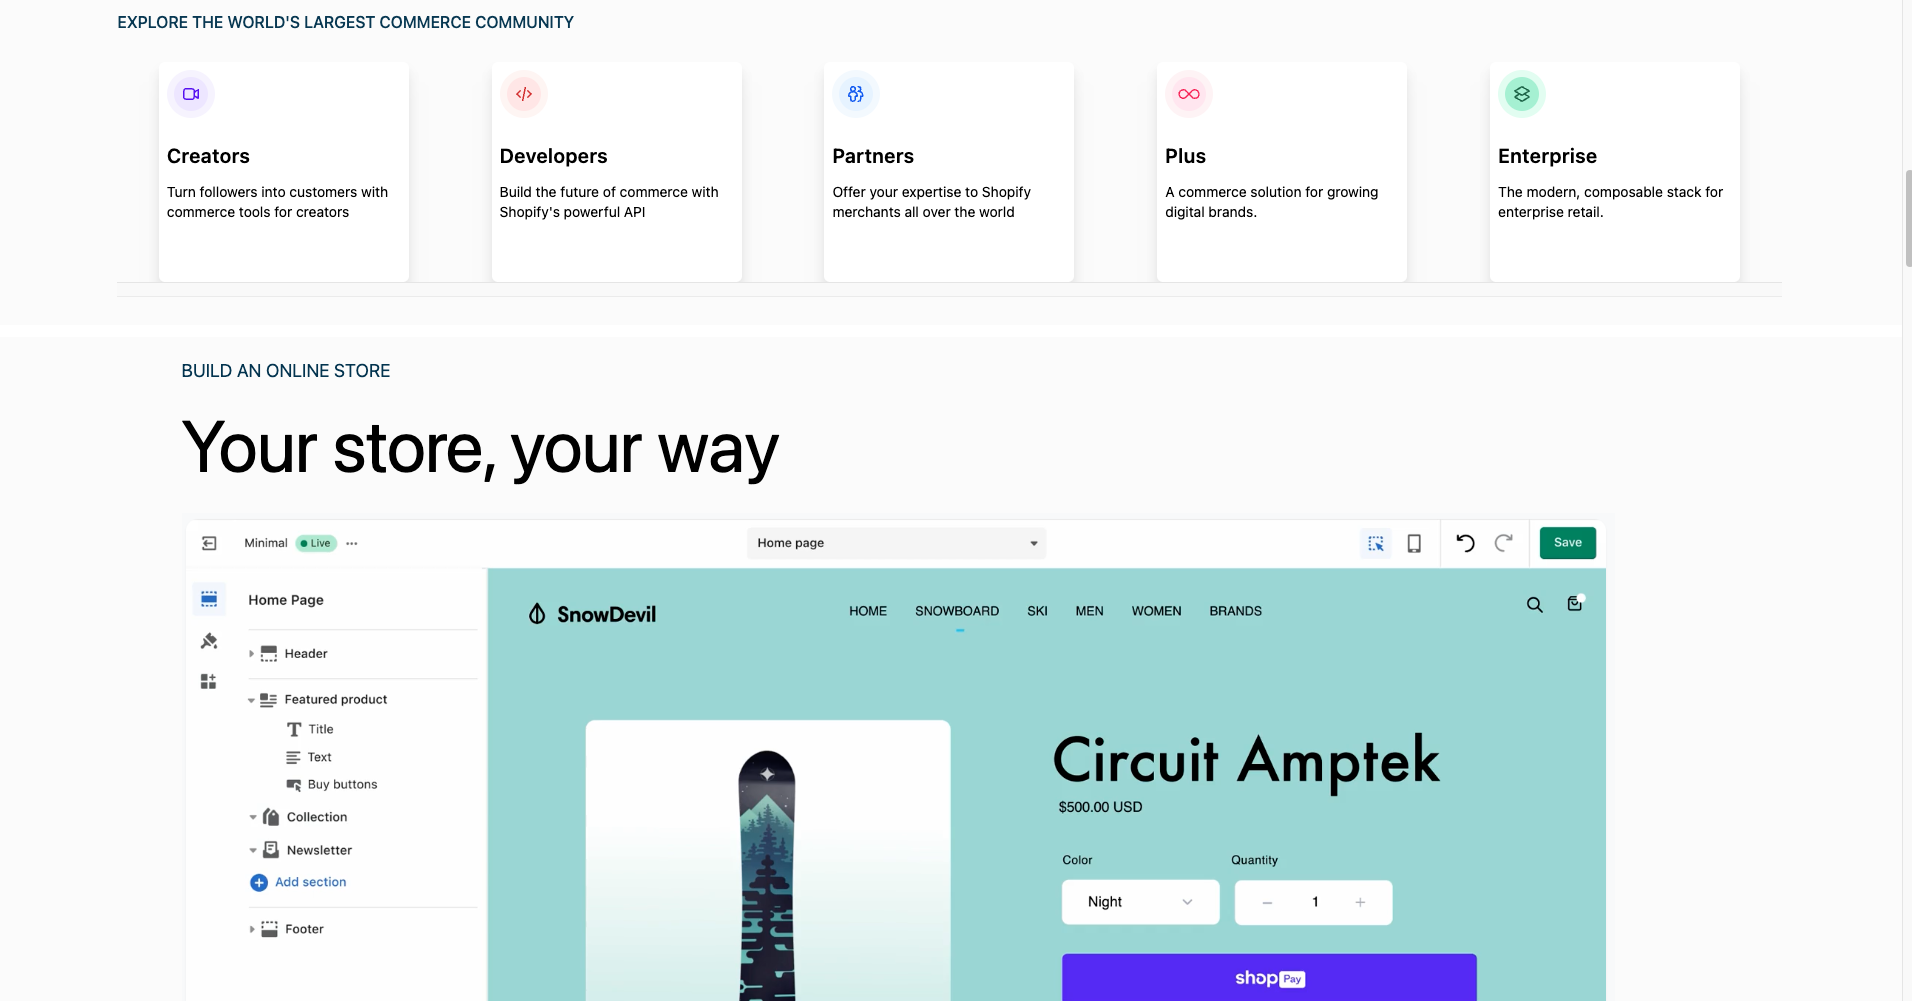 EXPLORE THE WORLD'S LARGEST COMMERCE COMMUNITY
Creators
Turn followers into customers with
commerce tools for creators
Developers
Build the future of commerce with
Shopify's powerful API
Partners
Offer your expertise to Shopify
merchants all over the world
Plus
A commerce solution for growing
digital brands.
Enterprise
The modern, composable stack for
enterprise retail.
BUILD AN ONLINE STORE
Your store, your way
Minimal Live
Home page
Save
Home Page
Header
Featured product
Title
Text
Buy buttons
Collection
Newsletter
Add section
Footer
SnowDevil
HOME SNOWBOARD SKI MEN WOMEN BRANDS
Circuit Amptek
$500.00 USD
Color Quantity
Night 1
shop Pay